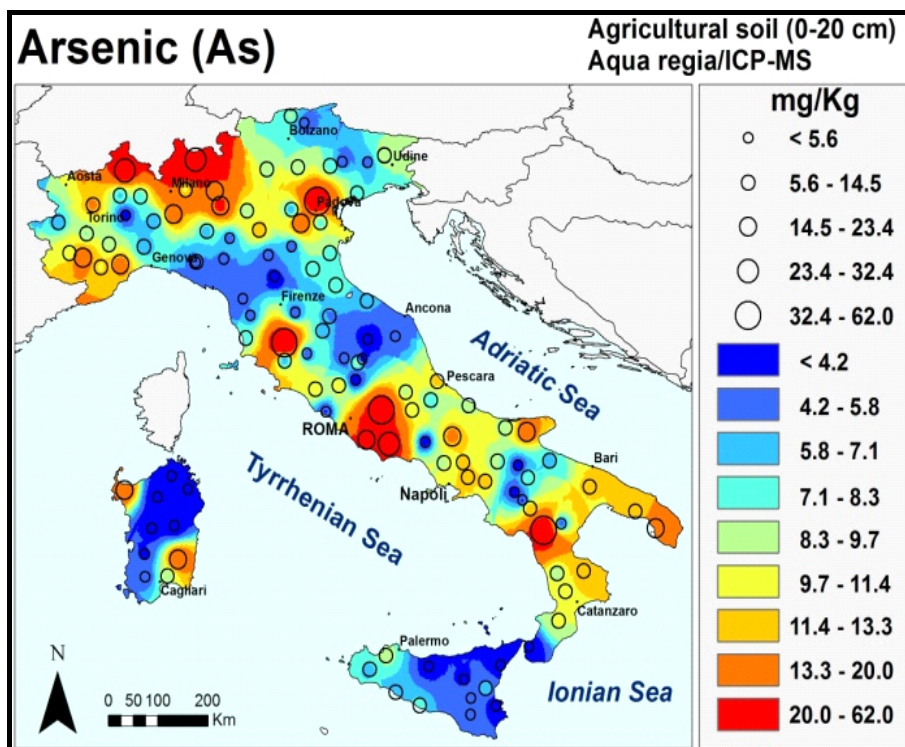 Arsenic (As)
Agricultural soil (0-20 cm)
Aqua regia/ICP-MS
mg/Kg
< 5.6
5.6 - 14.5
14.5 - 23.4
23.4 - 32.4
32.4 - 62.0
< 4.2
4.2 - 5.8
5.8 - 7.1
7.1 - 8.3
8.3 - 9.7
9.7 - 11.4
11.4 - 13.3
13.3 - 20.0
20.0 - 62.0
Bolzano
Udine
Aosta
Milano
Padova
Torino
Genova
Firenze
Ancona
Adriatic Sea
Pescara
ROMA
Bari
Napoli
Tyrrhenian Sea
Cagliari
Catanzaro
Palermo
Ionian Sea
N
0 50 100 200
Km